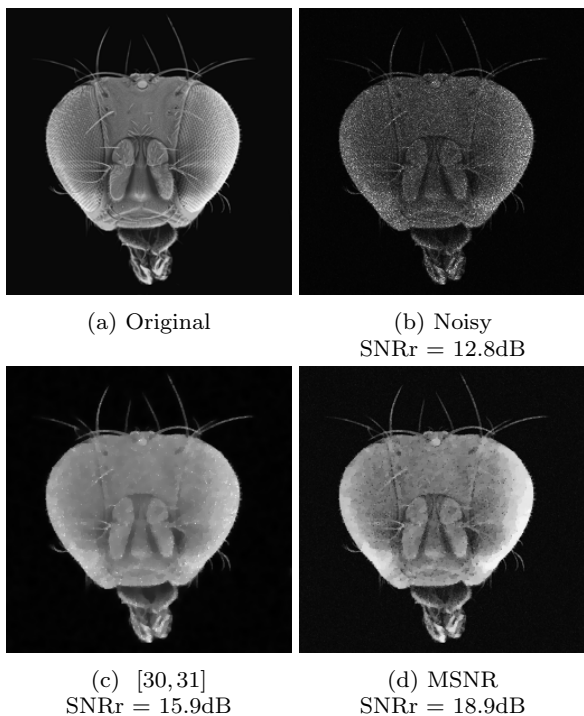 (a) Original
(b) Noisy
SNRr = 12.8dB
(c) [30, 31]
SNRr = 15.9dB
(d) MSNR
SNRr = 18.9dB